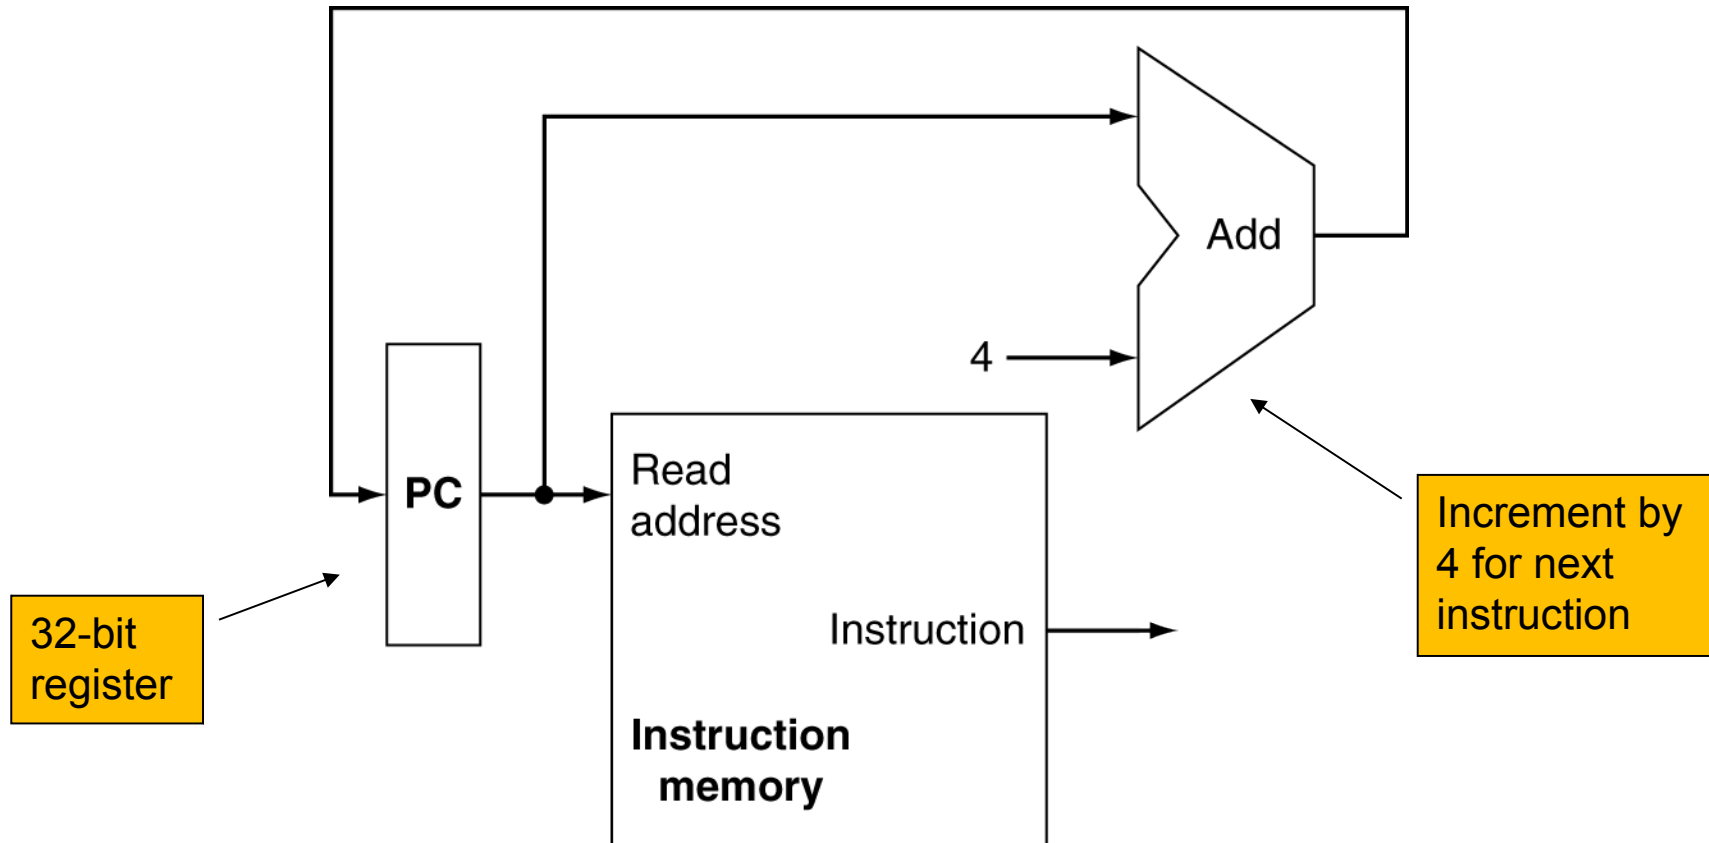 Add
4
PC
Read
address
Increment by
4 for next
instruction
32-bit
register
Instruction
Instruction
memory